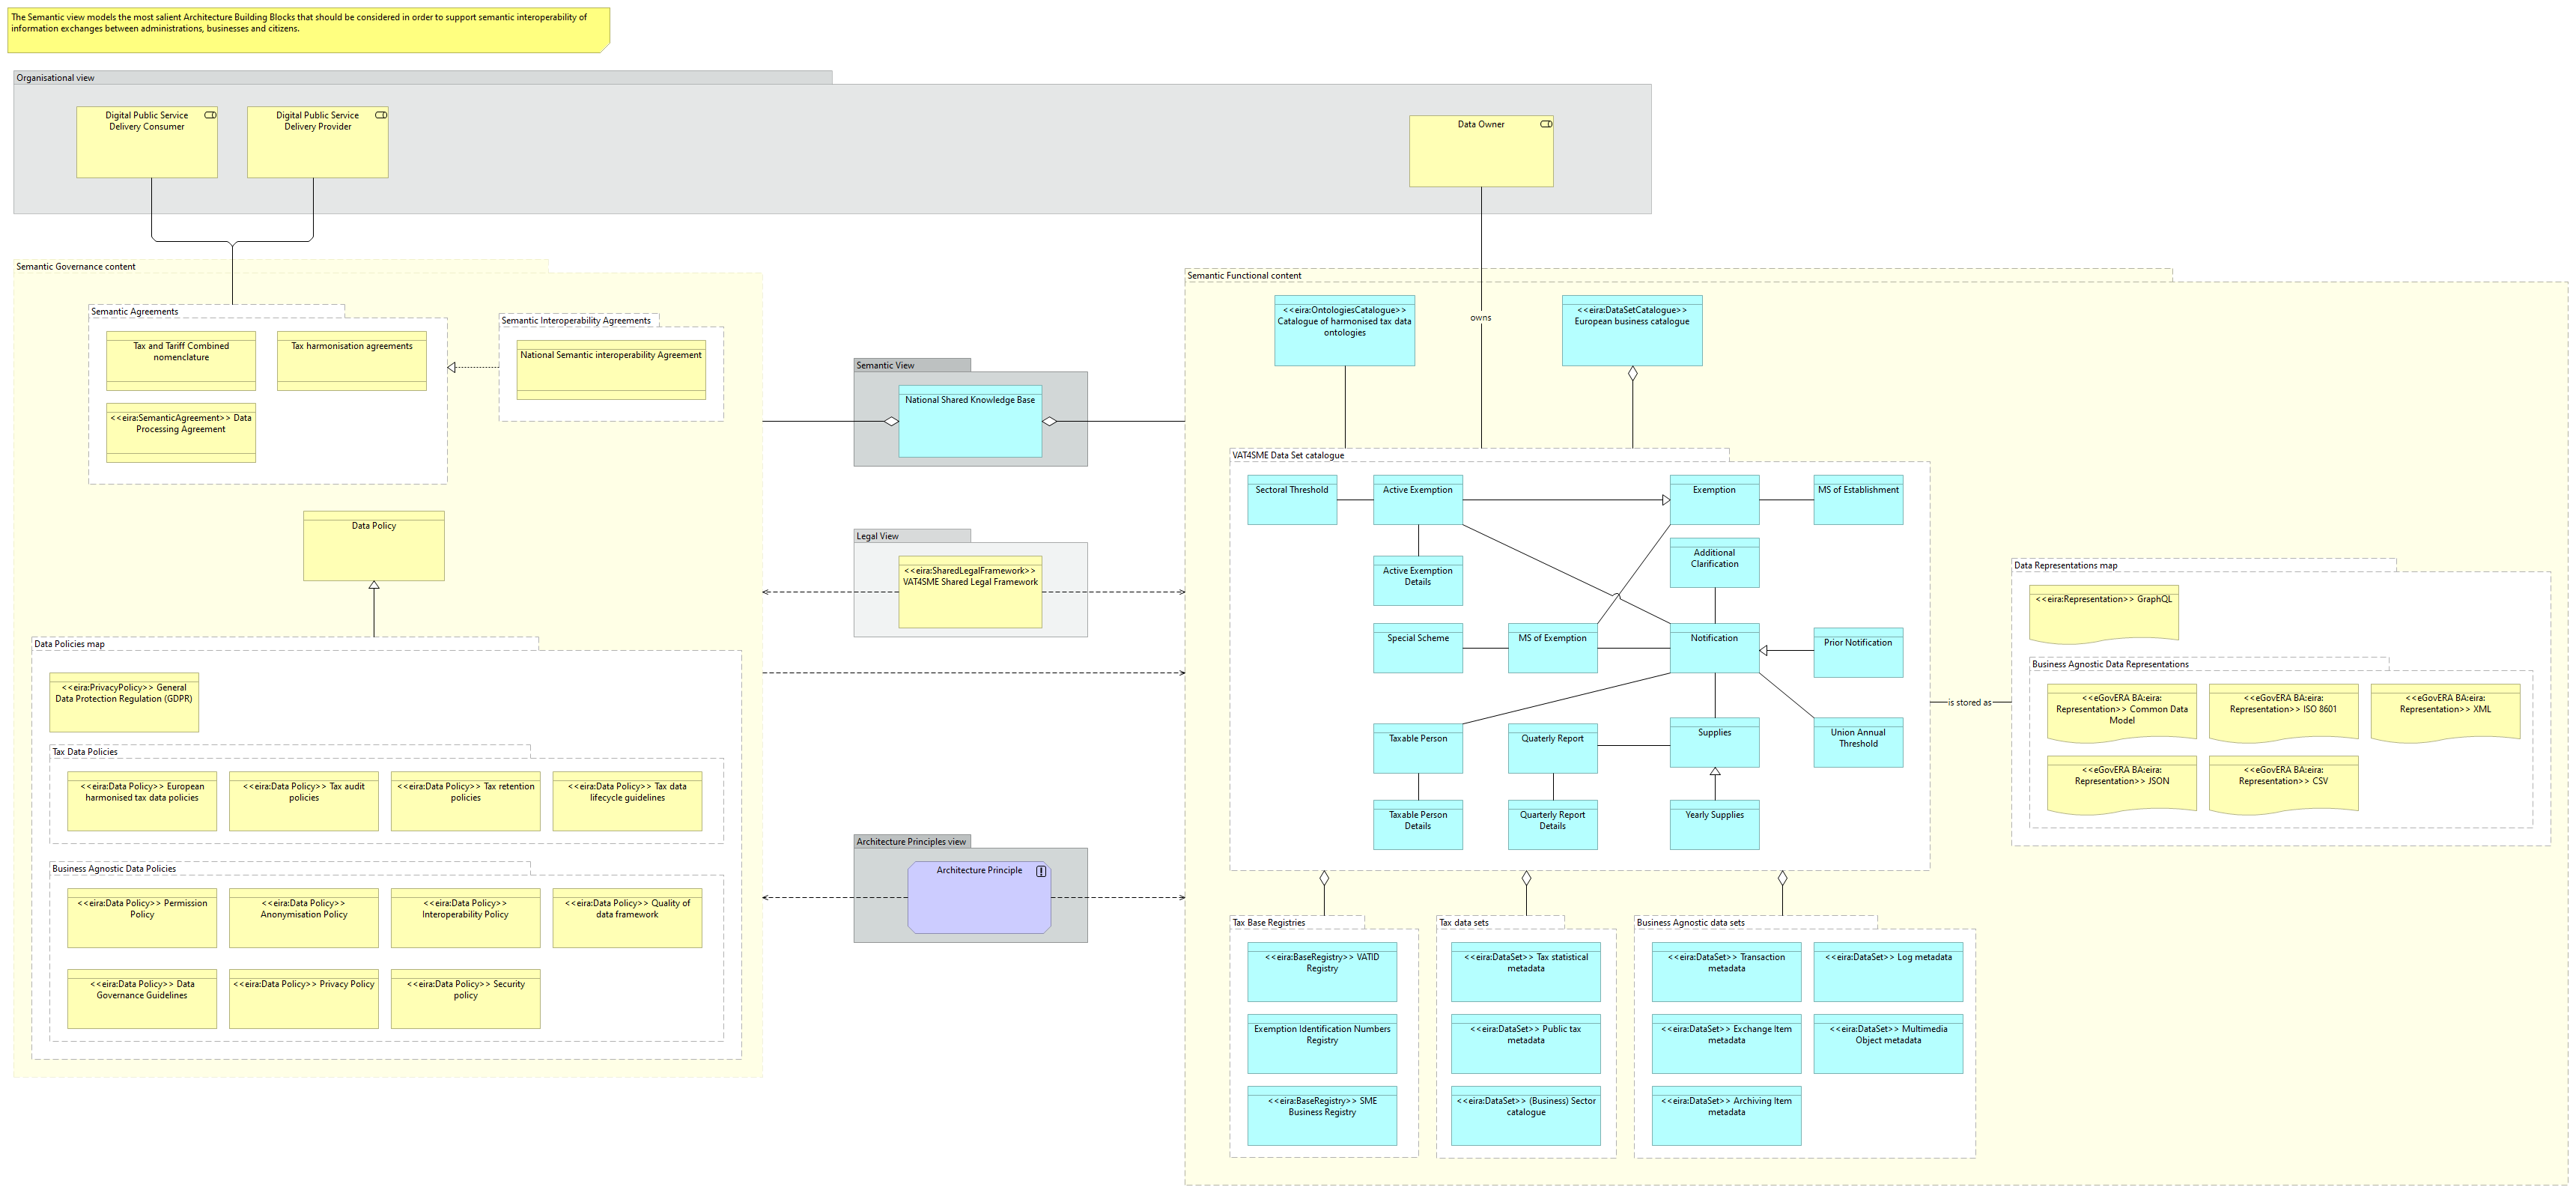 The Semantic view models the most salient Architecture Building Blocks that should be considered in order to support semantic interoperability of
information exchanges between administrations, businesses and citizens.
Organisational view
Digital Public Service
Delivery Consumer
Digital Public Service
Delivery Provider
Data Owner
Semantic Governance content
Semantic Agreements
Tax and Tariff Combined
nomenclature
Tax harmonisation agreements
<<eira:SemanticAgreement>> Data
Processing Agreement
Semantic Interoperability Agreements
National Semantic interoperability Agreement
Data Policy
Data Policies map
<<eira:PrivacyPolicy>> General
Data Protection Regulation (GDPR)
Tax Data Policies
<<eira:Data Policy>> European
harmonised tax data policies
<<eira:Data Policy>> Tax audit
policies
<<eira:Data Policy>> Tax retention
policies
<<eira:Data Policy>> Tax data
lifecycle guidelines
Business Agnostic Data Policies
<<eira:Data Policy>> Permission
Policy
<<eira:Data Policy>>
Anonymisation Policy
<<eira:Data Policy>>
Interoperability Policy
<<eira:Data Policy>> Quality of
data framework
<<eira:Data Policy>> Data
Governance Guidelines
<<eira:Data Policy>> Privacy Policy
<<eira:Data Policy>> Security
policy
Semantic View
National Shared Knowledge Base
Legal View
<<eira:SharedLegalFramework>>
VAT4SME Shared Legal Framework
Architecture Principles view
Architecture Principle
Semantic Functional content
<<eira:OntologiesCatalogue>>
Catalogue of harmonised tax data
ontologies
owns
<<eira:DataSetCatalogue>>
European business catalogue
VAT4SME Data Set catalogue
Sectoral Threshold
Active Exemption
Exemption
MS of Establishment
Active Exemption
Details
Additional
Clarification
Special Scheme
MS of Exemption
Notification
Prior Notification
Taxable Person
Quaterly Report
Supplies
Union Annual
Threshold
Taxable Person
Details
Quarterly Report
Details
Yearly Supplies
is stored as
Data Representations map
<<eira:Representation>> GraphQL
Business Agnostic Data Representations
<<eGovERA BA:eira:
Representation>> Common Data
Model
<<eGovERA BA:eira:
Representation>> ISO 8601
<<eGovERA BA:eira:
Representation>> XML
<<eGovERA BA:eira:
Representation>> JSON
<<eGovERA BA:eira:
Representation>> CSV
Tax Base Registries
<<eira:BaseRegistry>> VATID
Registry
Exemption Identification Numbers
Registry
<<eira:BaseRegistry>> SME
Business Registry
Tax data sets
<<eira:DataSet>> Tax statistical
metadata
<<eira:DataSet>> Public tax
metadata
<<eira:DataSet>> (Business) Sector
catalogue
Business Agnostic data sets
<<eira:DataSet>> Transaction
metadata
<<eira:DataSet>> Log metadata
<<eira:DataSet>> Exchange Item
metadata
<<eira:DataSet>> Multimedia
Object metadata
<<eira:DataSet>> Archiving Item
metadata